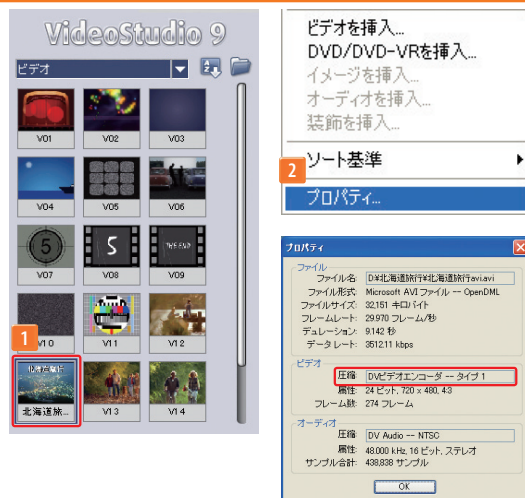 VideoStudio 9
ビデオ
V01
V02
V03
V04
V05
V06
5
S
THE END
V07
V08
V09
1
V10
V11
V12
北海道旅行
北海道旅...
V13
V14
ビデオを挿入...
DVD/DVD-VRを挿入...
イメージを挿入...
オーディオを挿入...
装飾を挿入...
2
ソート基準
プロパティ...
プロパティ
ファイル
ファイル名: D:¥北海道旅行¥北海道旅行avi.avi
ファイル形式: Microsoft AVI ファイル -- OpenDML
ファイルサイズ: 32,151 キロバイト
フレームレート: 29.970 フレーム/秒
デュレーション: 9.142 秒
データ レート: 3512.11 kbps
ビデオ
圧縮: DVビデオエンコーダ -- タイプ 1
属性: 24 ビット, 720 x 480, 4:3
フレーム数: 274 フレーム
オーディオ
圧縮: DV Audio -- NTSC
属性: 48.000 kHz, 16 ビット, ステレオ
サンプル合計: 438,838 サンプル
OK